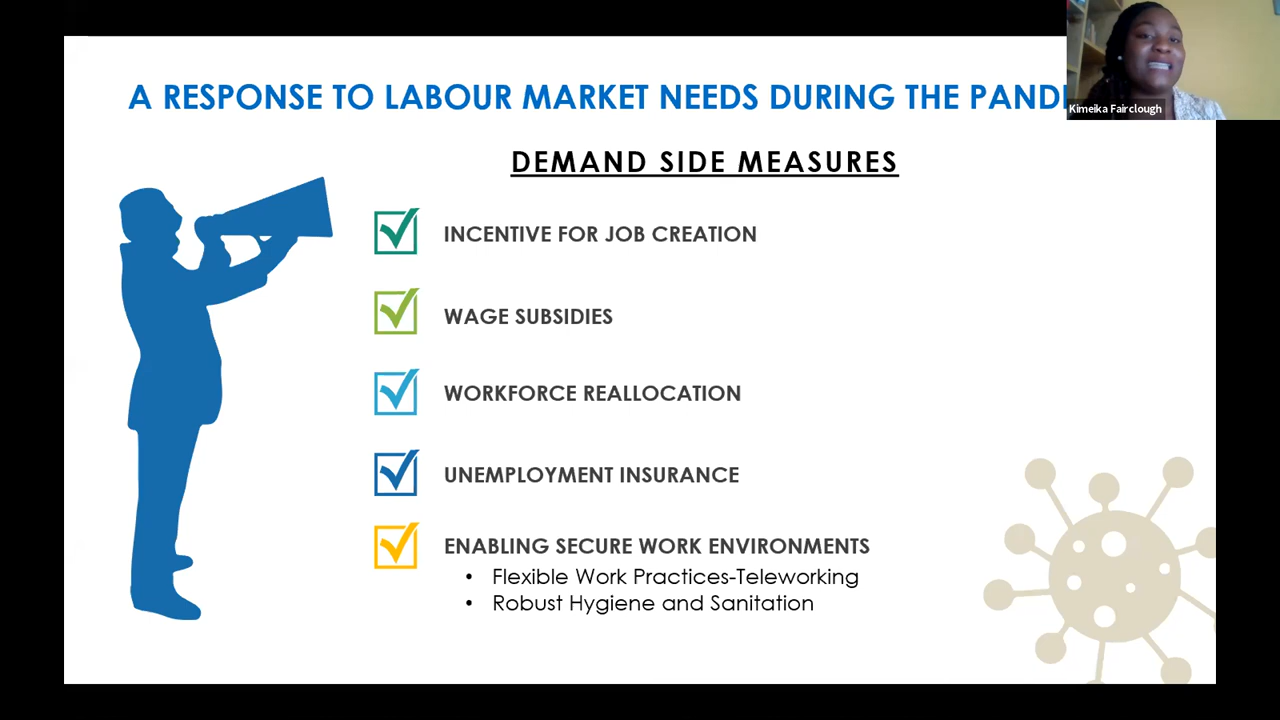 A RESPONSE TO LABOUR MARKET NEEDS DURING THE
Kimeika Fairclough
DEMAND SIDE MEASURES
INCENTIVE FOR JOB CREATION
WAGE SUBSIDIES
WORKFORCE REALLOCATION
UNEMPLOYMENT INSURANCE
ENABLING SECURE WORK ENVIRONMENTS
• Flexible Work Practices-Teleworking
• Robust Hygiene and Sanitation